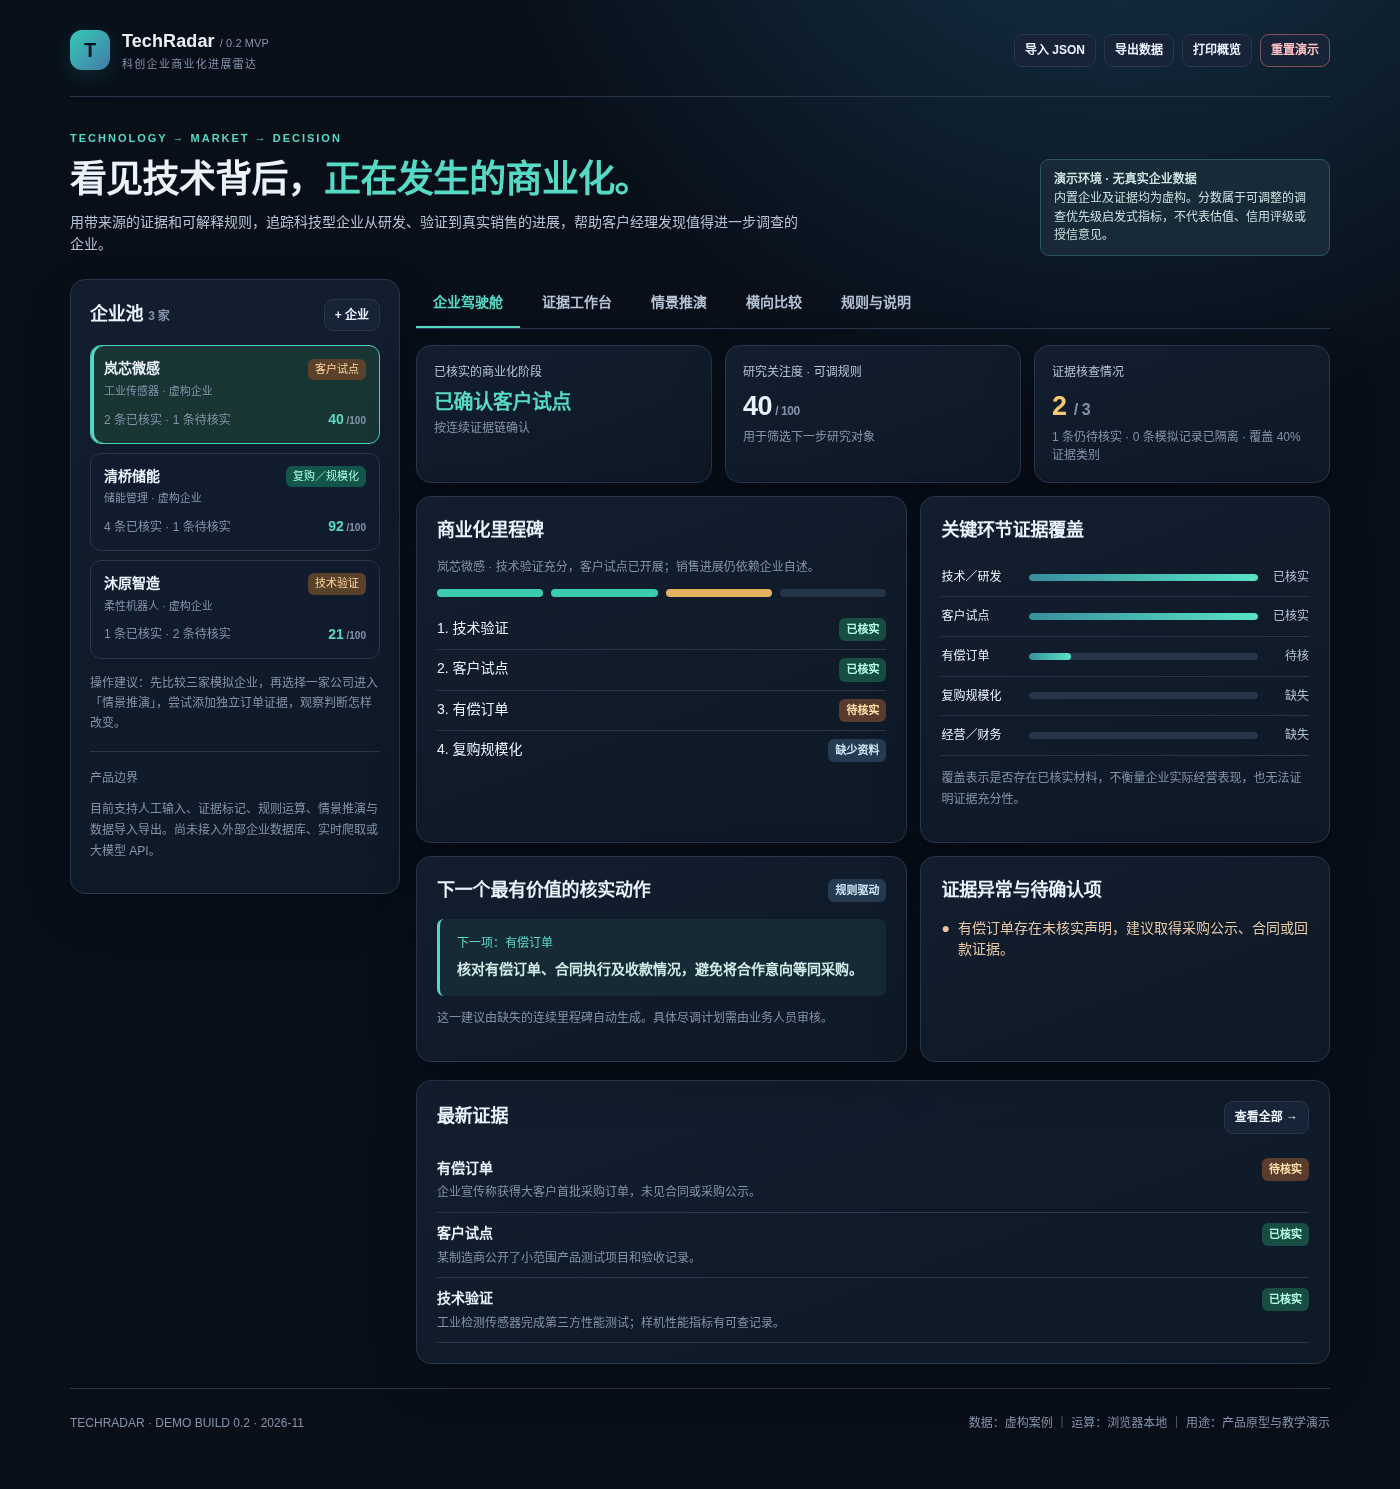 T
TechRadar / 0.2 MVP
科创企业商业化进展雷达
导入 JSON
导出数据
打印概览
重置演示
TECHNOLOGY → MARKET → DECISION
看见技术背后，正在发生的商业化。
用带来源的证据和可解释规则，追踪科技型企业从研发、验证到真实销售的进展，帮助客户经理发现值得进一步调查的
企业。
演示环境 · 无真实企业数据
内置企业及证据均为虚构。分数属于可调整的调
查优先级启发式指标，不代表估值、信用评级或
授信意见。
企业池 3 家
+ 企业
岚芯微感
客户试点
工业传感器 · 虚构企业
2 条已核实 · 1 条待核实
40 /100
清桥储能
复购／规模化
储能管理 · 虚构企业
4 条已核实 · 1 条待核实
92 /100
沐原智造
技术验证
柔性机器人 · 虚构企业
1 条已核实 · 2 条待核实
21 /100
操作建议：先比较三家模拟企业，再选择一家公司进入
「情景推演」，尝试添加独立订单证据，观察判断怎样
改变。
产品边界
目前支持人工输入、证据标记、规则运算、情景推演与
数据导入导出。尚未接入外部企业数据库、实时爬取或
大模型 API。
企业驾驶舱
证据工作台
情景推演
横向比较
规则与说明
已核实的商业化阶段
已确认客户试点
按连续证据链确认
研究关注度 · 可调规则
40 / 100
用于筛选下一步研究对象
证据核查情况
2 / 3
1 条仍待核实 · 0 条模拟记录已隔离 · 覆盖 40%
证据类别
商业化里程碑
岚芯微感 · 技术验证充分，客户试点已开展；销售进展仍依赖企业自述。
1. 技术验证
已核实
2. 客户试点
已核实
3. 有偿订单
待核实
4. 复购规模化
缺少资料
关键环节证据覆盖
技术／研发
已核实
客户试点
已核实
有偿订单
待核
复购规模化
缺失
经营／财务
缺失
覆盖表示是否存在已核实材料，不衡量企业实际经营表现，也无法证
明证据充分性。
下一个最有价值的核实动作
规则驱动
下一项：有偿订单
核对有偿订单、合同执行及收款情况，避免将合作意向等同采购。
这一建议由缺失的连续里程碑自动生成。具体尽调计划需由业务人员审核。
证据异常与待确认项
● 有偿订单存在未核实声明，建议取得采购公示、合同或回
款证据。
最新证据
查看全部 →
有偿订单
待核实
企业宣传称获得大客户首批采购订单，未见合同或采购公示。
客户试点
已核实
某制造商公开了小范围产品测试项目和验收记录。
技术验证
已核实
工业检测传感器完成第三方性能测试；样机性能指标有可查记录。
TECHRADAR · DEMO BUILD 0.2 · 2026-11
数据：虚构案例 ｜ 运算：浏览器本地 ｜ 用途：产品原型与教学演示